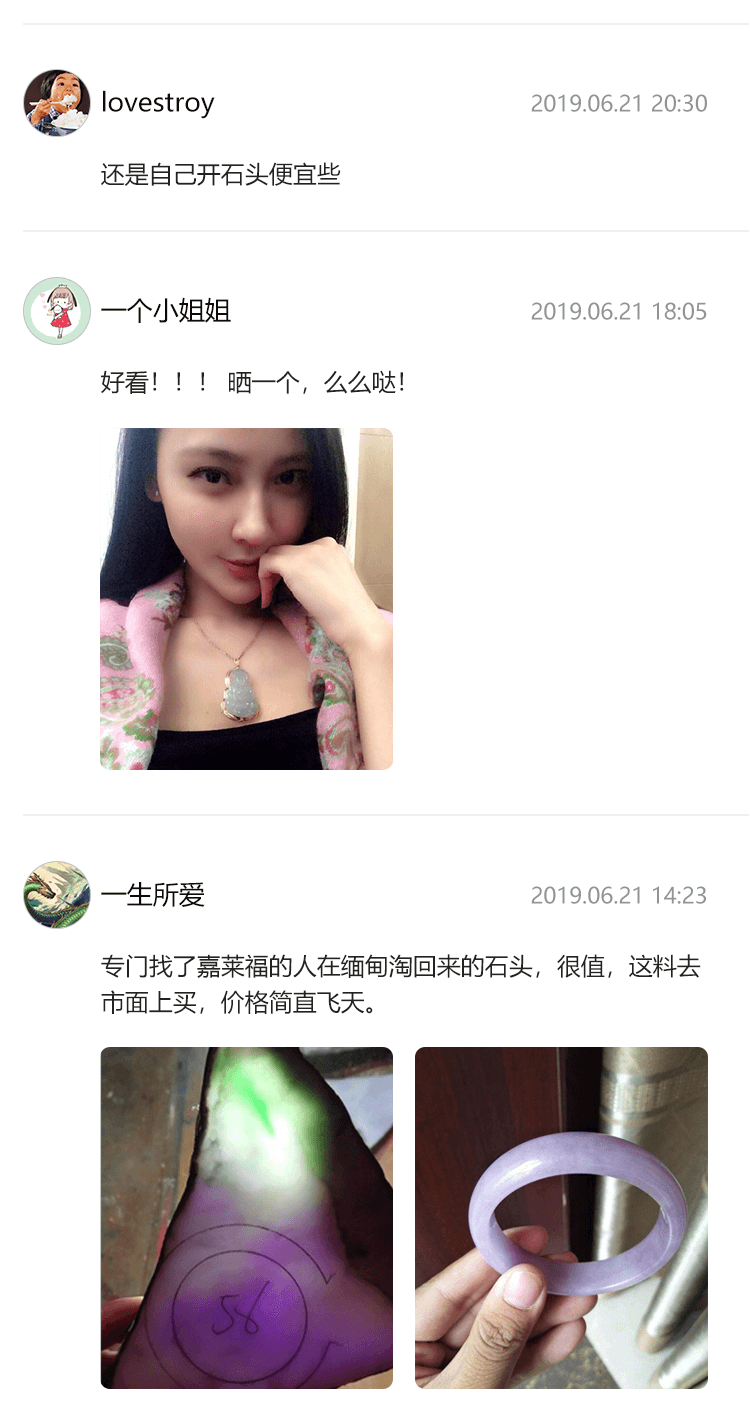 lovestroy 2019.06.21 20:30
还是自己开石头便宜些
一个小姐姐 2019.06.21 18:05
好看！！！ 晒一个，么么哒！
一生所爱 2019.06.21 14:23
专门找了嘉莱福的人在缅甸淘回来的石头，很值，这料去
市面上买，价格简直飞天。
56